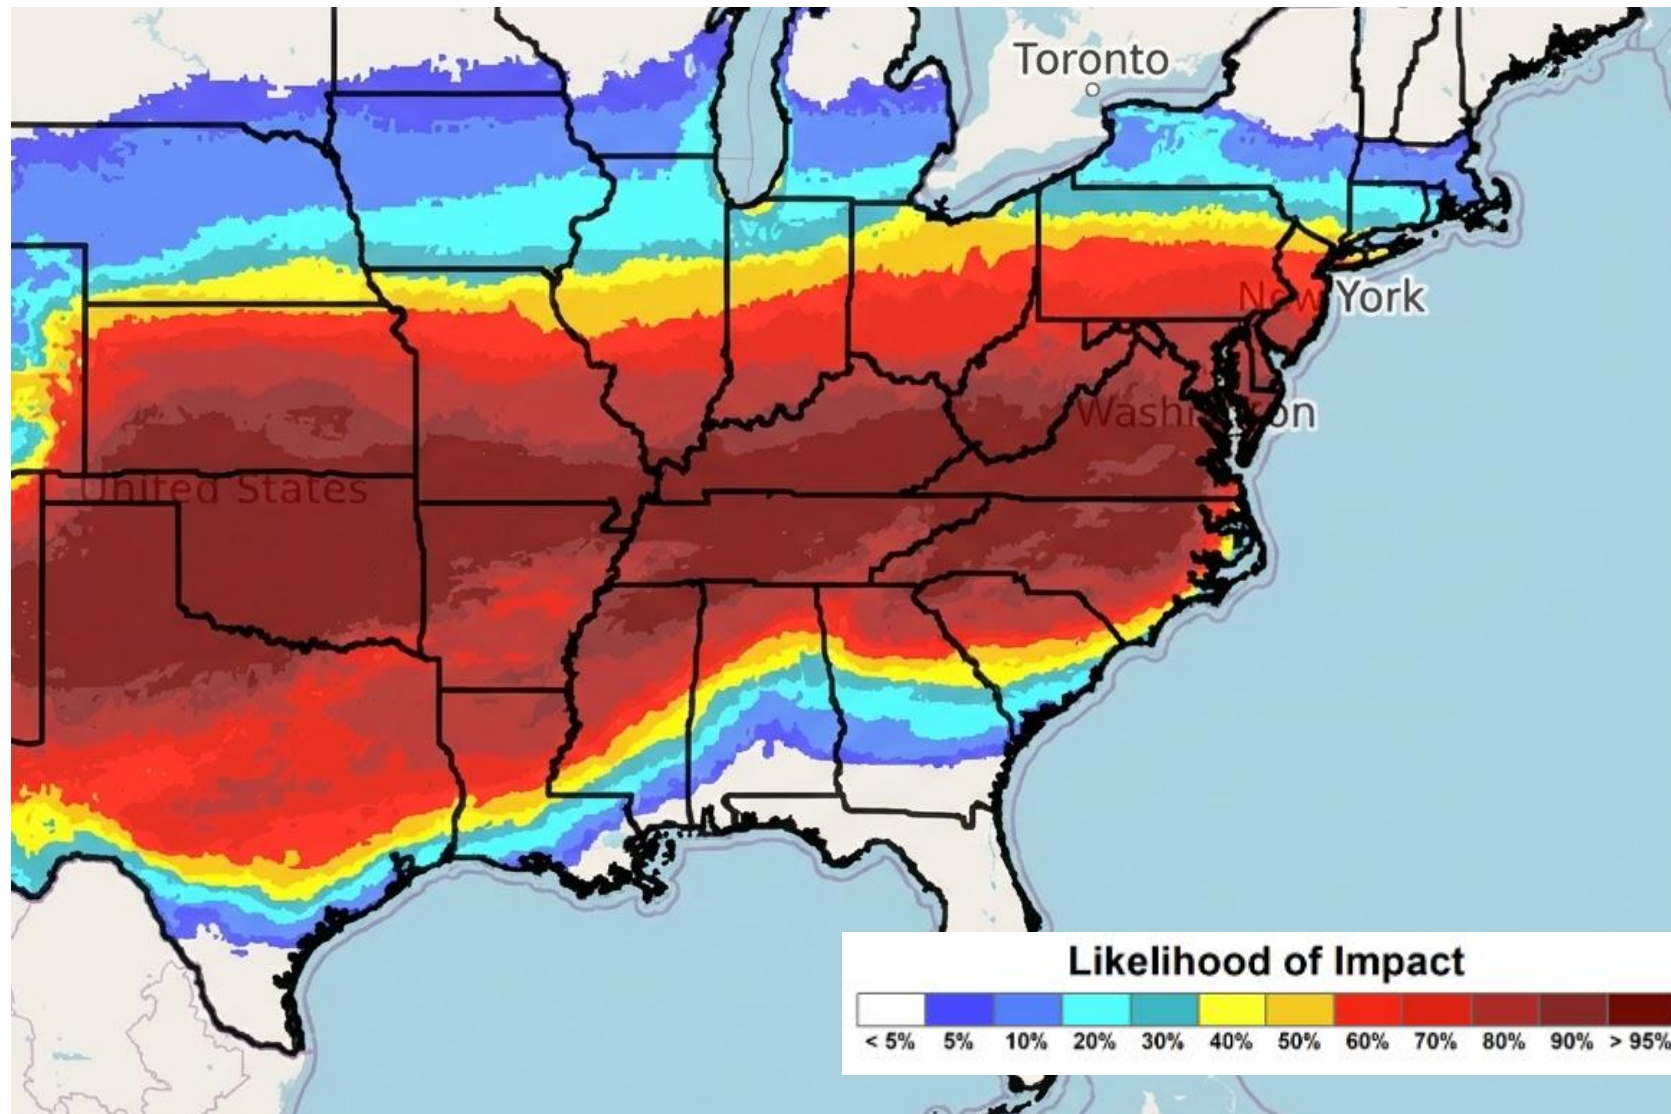 Toronto
New York
Washington
United States
Likelihood of Impact
< 5% 5% 10% 20% 30% 40% 50% 60% 70% 80% 90% > 95%